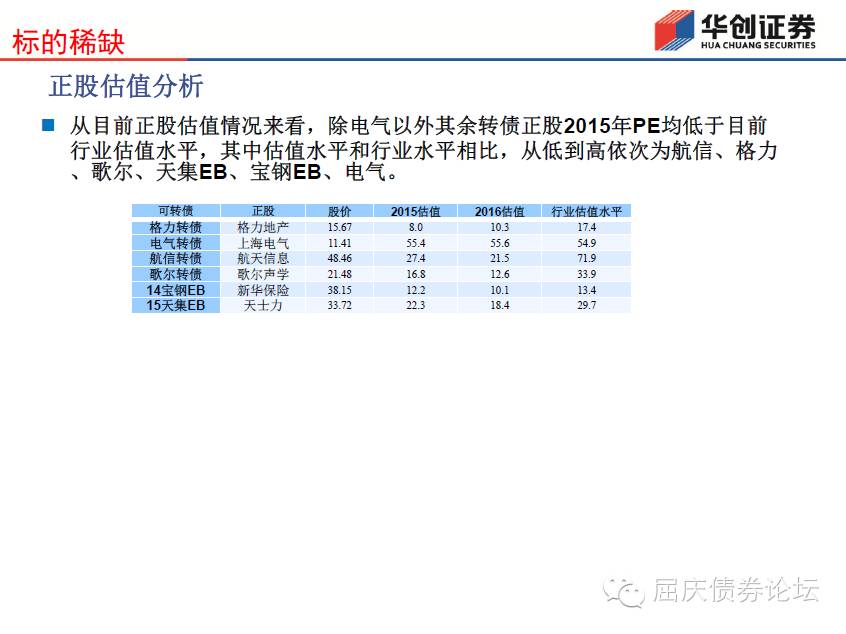 标的稀缺
华创证券
HUA CHUANG SECURITIES
正股估值分析
从目前正股估值情况来看，除电气以外其余转债正股2015年PE均低于目前
行业估值水平，其中估值水平和行业水平相比，从低到高依次为航信、格力
、歌尔、天集EB、宝钢EB、电气。
可转债 正股 股价 2015估值 2016估值 行业估值水平
格力转债 格力地产 15.67 8.0 10.3 17.4
电气转债 上海电气 11.41 55.4 55.6 54.9
航信转债 航天信息 48.46 27.4 21.5 71.9
歌尔转债 歌尔声学 21.48 16.8 12.6 33.9
14宝钢EB 新华保险 38.15 12.2 10.1 13.4
15天集EB 天士力 33.72 22.3 18.4 29.7
屈庆债券论坛